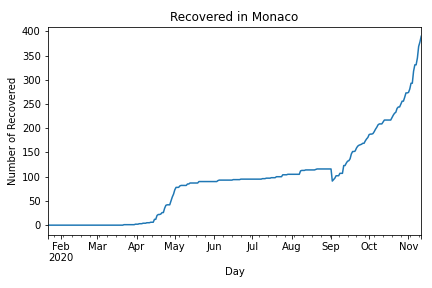 Recovered in Monaco
Number of Recovered
400
350
300
250
200
150
100
50
0
Feb Mar Apr May Jun Jul Aug Sep Oct Nov
2020
Day